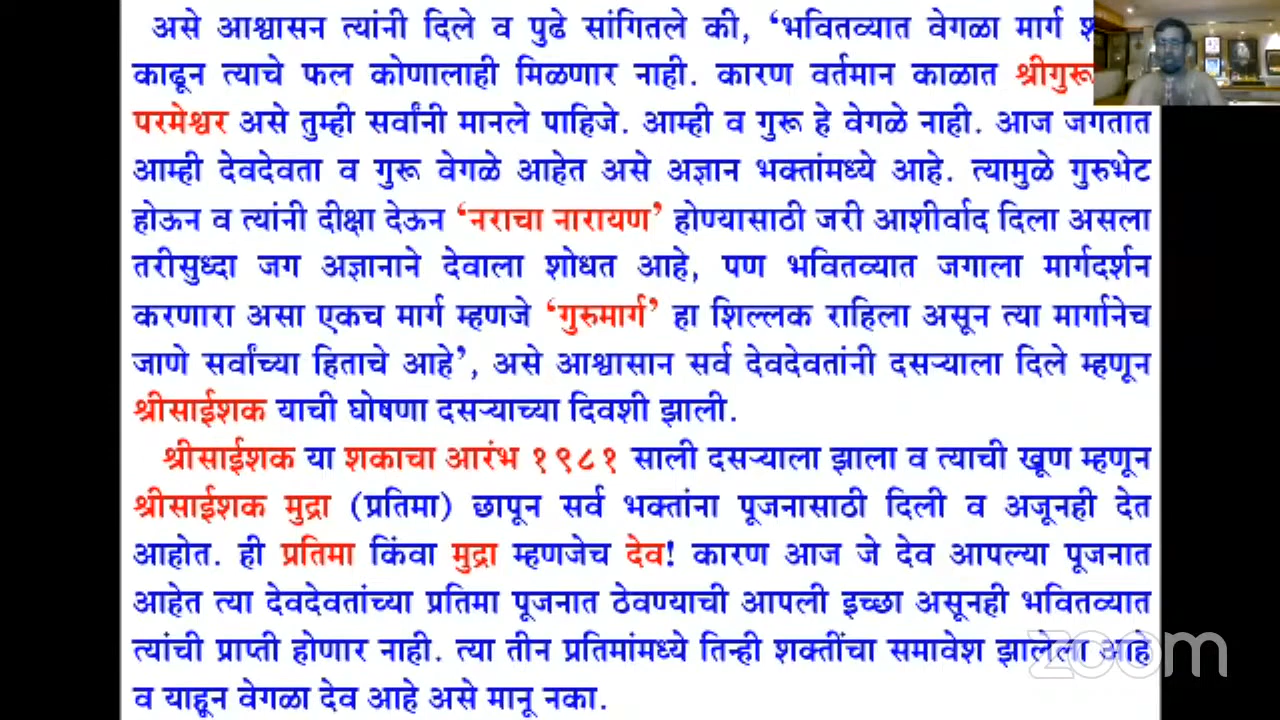 असे आश्वासन त्यांनी दिले व पुढे सांगितले की, ‘भवितव्यात वेगळा मार्ग
काढून त्याचे फल कोणालाही मिळणार नाही. कारण वर्तमान काळात श्रीगुरू
परमेश्वर असे तुम्ही सर्वांनी मानले पाहिजे. आम्ही व गुरू हे वेगळे नाही. आज जगतात
आम्ही देवदेवता व गुरू वेगळे आहेत असे अज्ञान भक्तांमध्ये आहे. त्यामुळे गुरुभेट
होऊन व त्यांनी दीक्षा देऊन ‘नराचा नारायण’ होण्यासाठी जरी आशीर्वाद दिला असला
तरीसुध्दा जग अज्ञानाने देवाला शोधत आहे, पण भवितव्यात जगाला मार्गदर्शन
करणारा असा एकच मार्ग म्हणजे ‘गुरुमार्ग’ हा शिल्लक राहिला असून त्या मार्गानेच
जाणे सर्वांच्या हिताचे आहे’, असे आश्वासान सर्व देवदेवतांनी दसऱ्याला दिले म्हणून
श्रीसाईशक याची घोषणा दसऱ्याच्या दिवशी झाली.
श्रीसाईशक या शकाचा आरंभ १९८१ साली दसऱ्याला झाला व त्याची खूण म्हणून
श्रीसाईशक मुद्रा (प्रतिमा) छापून सर्व भक्तांना पूजनासाठी दिली व अजूनही देत
आहोत. ही प्रतिमा किंवा मुद्रा म्हणजेच देव! कारण आज जे देव आपल्या पूजनात
आहेत त्या देवदेवतांच्या प्रतिमा पूजनात ठेवण्याची आपली इच्छा असूनही भवितव्यात
त्यांची प्राप्ती होणार नाही. त्या तीन प्रतिमांमध्ये तिन्ही शक्तींचा समावेश झालेला आहे
व याहून वेगळा देव आहे असे मानू नका.
zoom